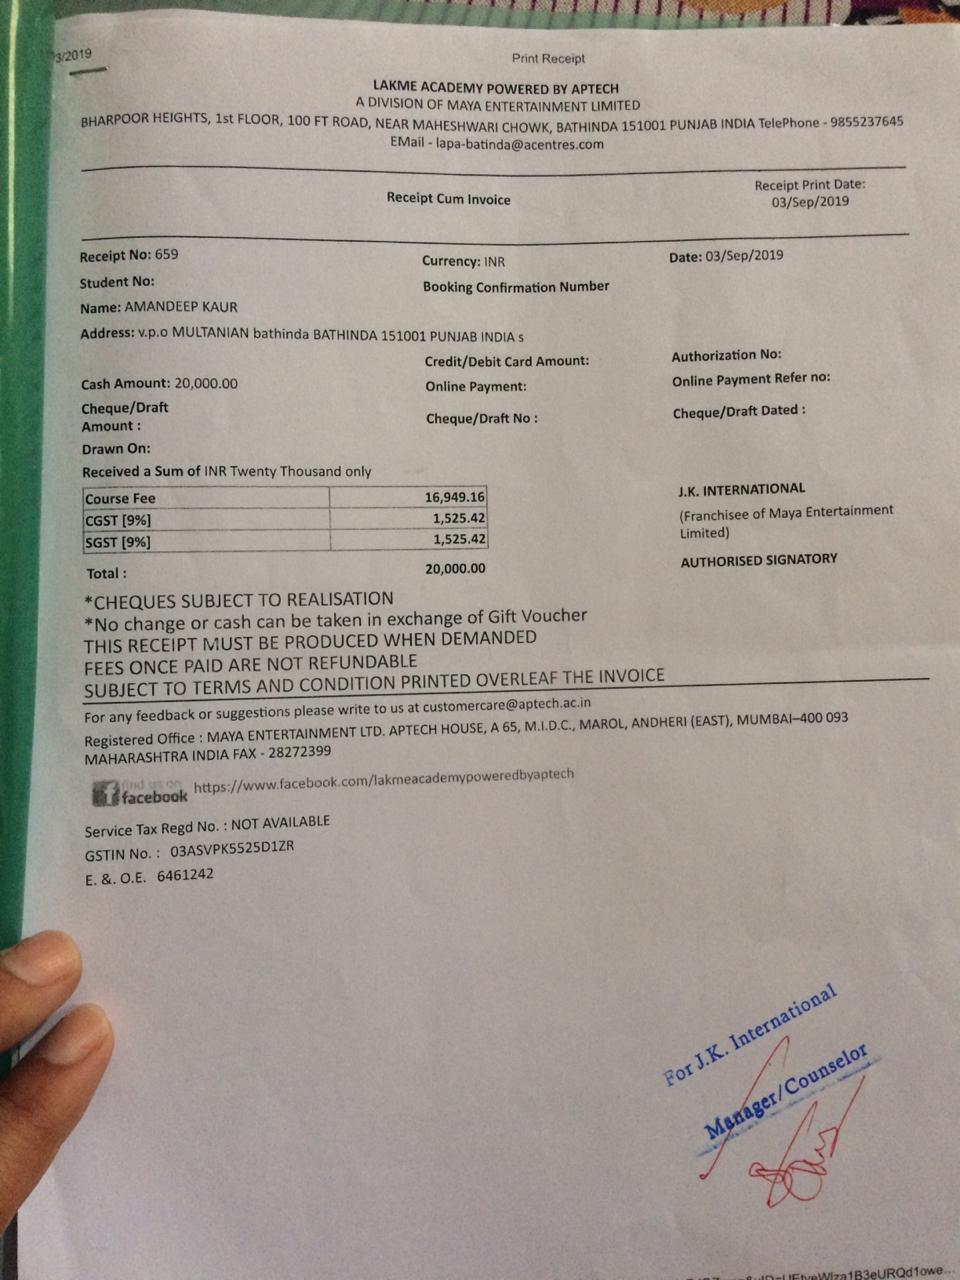 3/2019
Print Receipt
LAKME ACADEMY POWERED BY APTECH
A DIVISION OF MAYA ENTERTAINMENT LIMITED
BHARPOOR HEIGHTS, 1st FLOOR, 100 FT ROAD, NEAR MAHESHWARI CHOWK, BATHINDA 151001 PUNJAB INDIA TelePhone - 9855237645
EMail - lapa-batinda@acentres.com
Receipt Cum Invoice
Receipt Print Date:
03/Sep/2019
Receipt No: 659 Currency: INR Date: 03/Sep/2019
Student No: Booking Confirmation Number
Name: AMANDEEP KAUR
Address: v.p.o MULTANIAN bathinda BATHINDA 151001 PUNJAB INDIA s
Credit/Debit Card Amount: Authorization No:
Cash Amount: 20,000.00 Online Payment: Online Payment Refer no:
Cheque/Draft
Amount : Cheque/Draft No : Cheque/Draft Dated :
Drawn On:
Received a Sum of INR Twenty Thousand only
Course Fee 16,949.16
CGST [9%] 1,525.42
SGST [9%] 1,525.42
Total : 20,000.00
J.K. INTERNATIONAL
(Franchisee of Maya Entertainment
Limited)
AUTHORISED SIGNATORY
*CHEQUES SUBJECT TO REALISATION
*No change or cash can be taken in exchange of Gift Voucher
THIS RECEIPT MUST BE PRODUCED WHEN DEMANDED
FEES ONCE PAID ARE NOT REFUNDABLE
SUBJECT TO TERMS AND CONDITION PRINTED OVERLEAF THE INVOICE
For any feedback or suggestions please write to us at customercare@aptech.ac.in
Registered Office : MAYA ENTERTAINMENT LTD. APTECH HOUSE, A 65, M.I.D.C., MAROL, ANDHERI (EAST), MUMBAI–400 093
MAHARASHTRA INDIA FAX - 28272399
find us on
facebook https://www.facebook.com/lakmeacademypoweredbyaptech
Service Tax Regd No. : NOT AVAILABLE
GSTIN No. : 03ASVPK5525D1ZR
E. &. O.E. 6461242
For J.K. International
Manager/Counselor